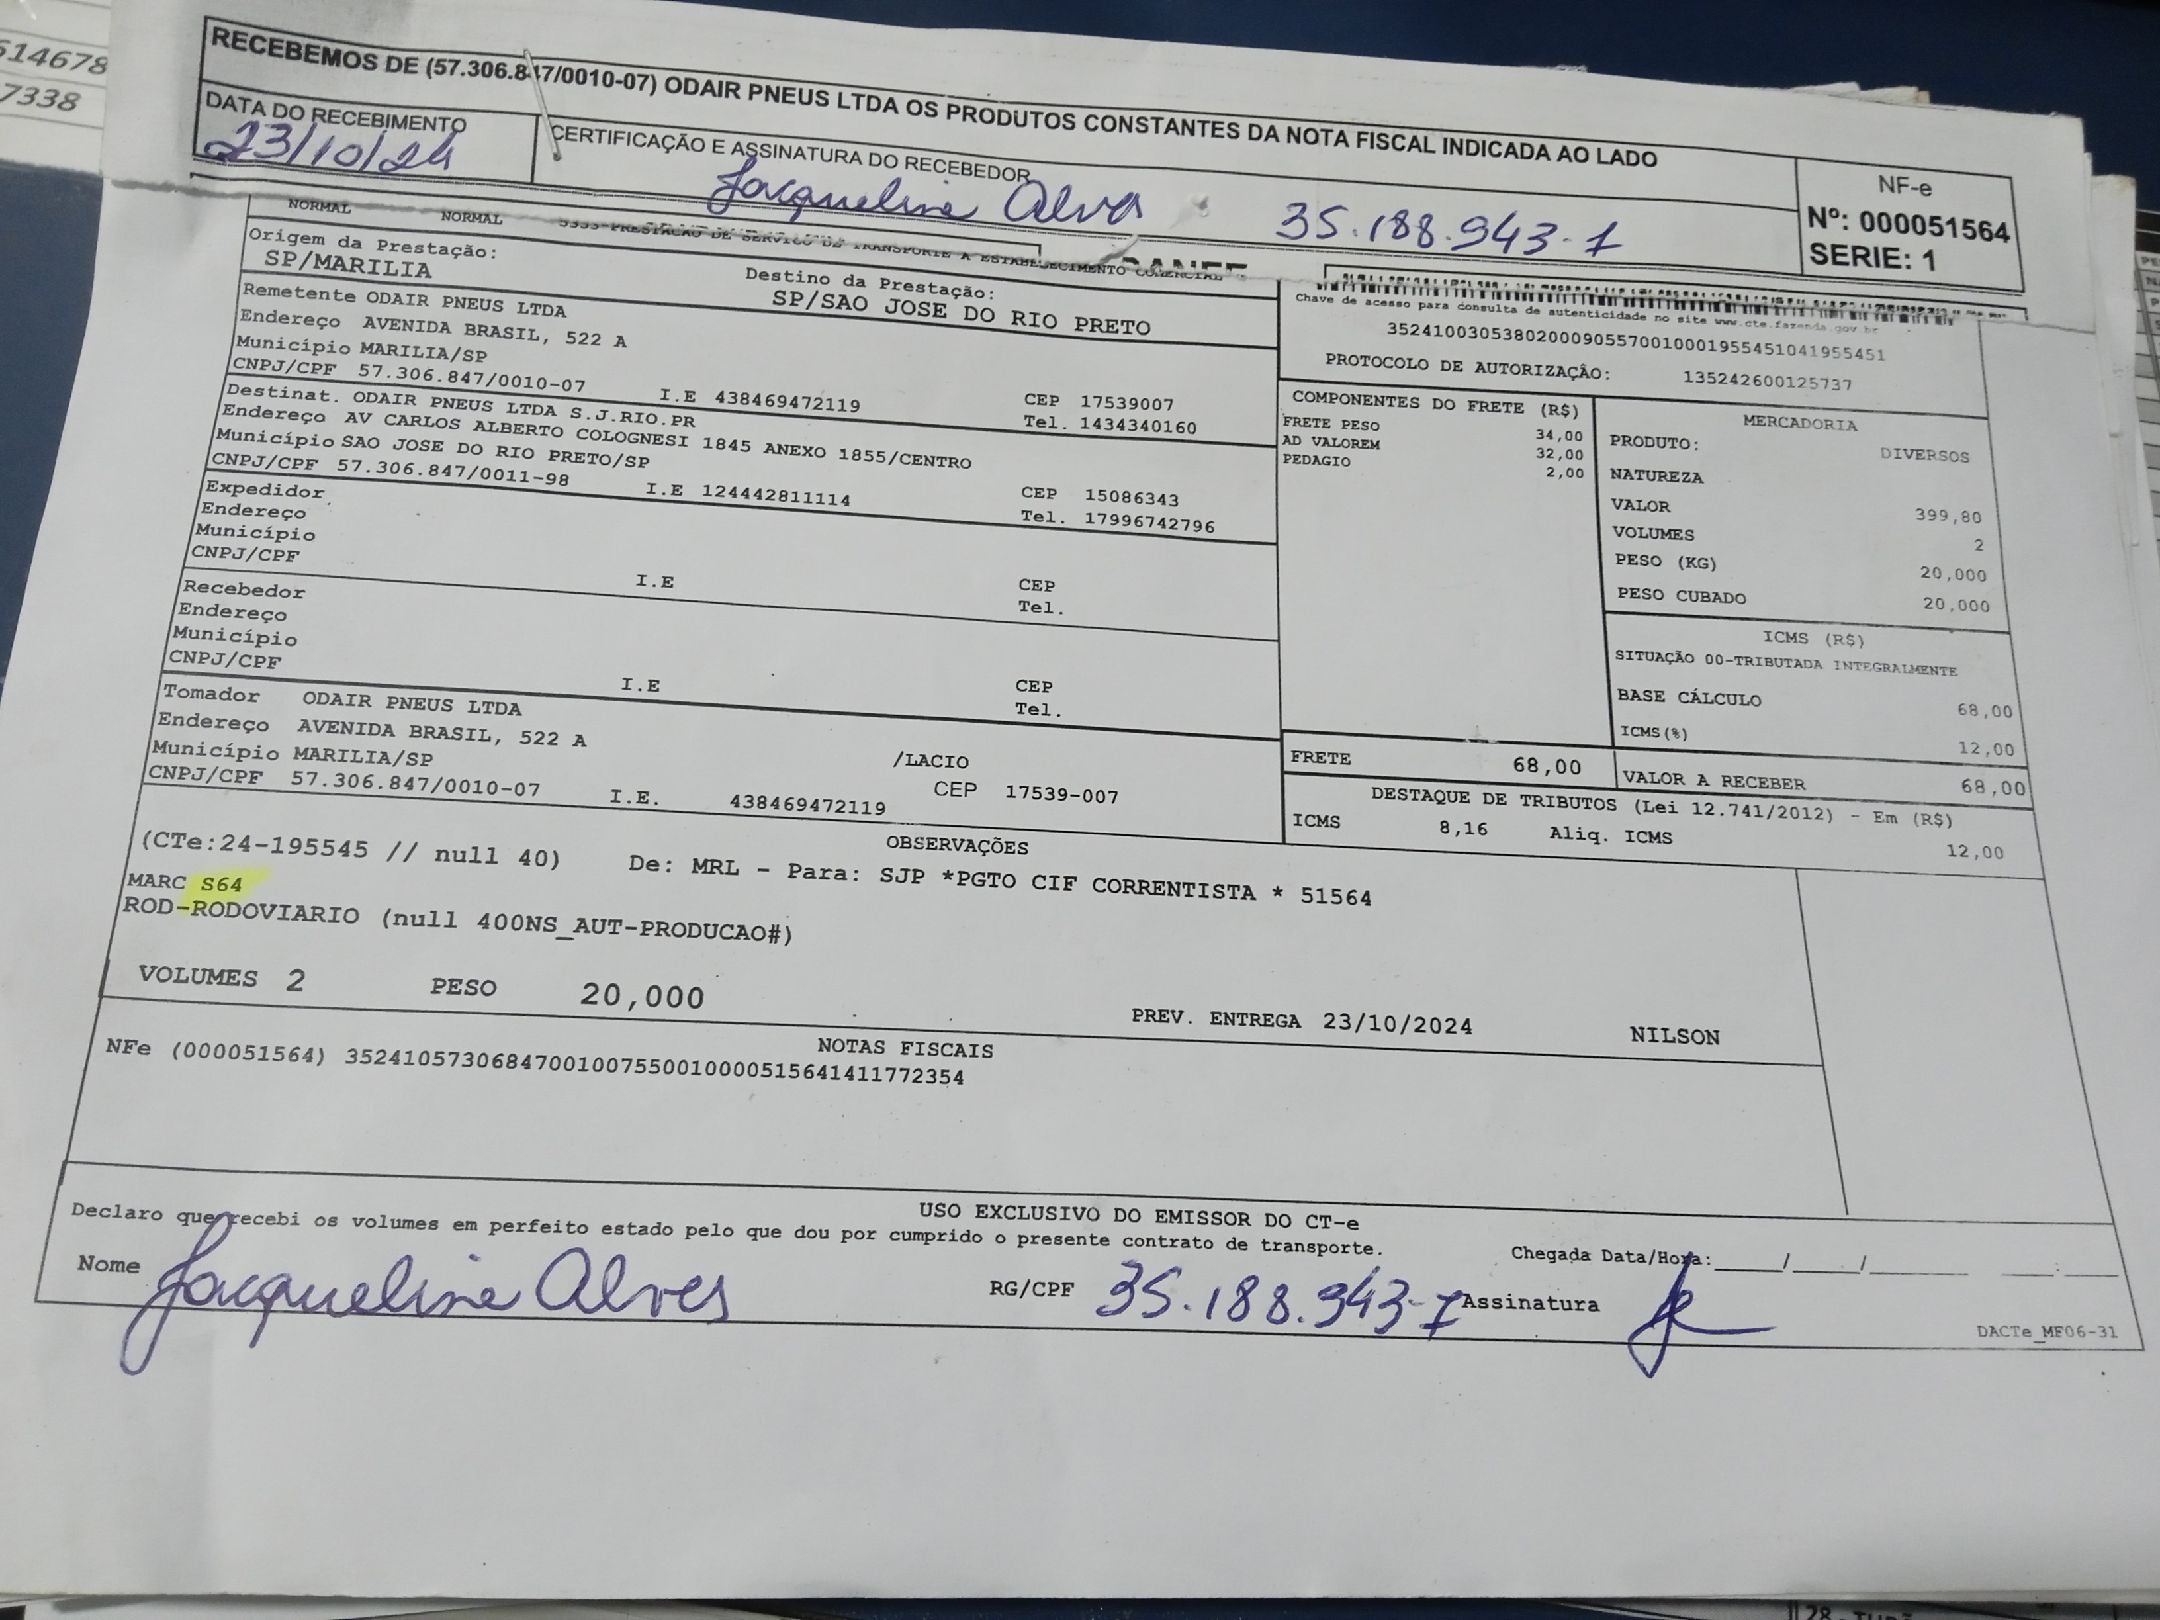 514678
7338
RECEBEMOS DE (57.306.847/0010-07) ODAIR PNEUS LTDA OS PRODUTOS CONSTANTES DA NOTA FISCAL INDICADA AO LADO
DATA DO RECEBIMENTO
23/10/24
CERTIFICAÇÃO E ASSINATURA DO RECEBEDOR
Jacqueline Alves 35.188.943-7
NF-e
Nº: 000051564
SERIE: 1
NORMAL NORMAL 5353-PRESTACAO DE SERVICO DE TRANSPORTE A ESTABELECIMENTO COMERCIAL
Origem da Prestação:
SP/MARILIA
Destino da Prestação:
SP/SAO JOSE DO RIO PRETO
Chave de acesso para consulta de autenticidade no site www.cte.fazenda.gov.br
35241003053802000905570010001955451041955451
PROTOCOLO DE AUTORIZAÇÃO: 135242600125737
Remetente ODAIR PNEUS LTDA
Endereço AVENIDA BRASIL, 522 A
Município MARILIA/SP
CNPJ/CPF 57.306.847/0010-07 I.E 438469472119
CEP 17539007
Tel. 1434340160
Destinat. ODAIR PNEUS LTDA S.J.RIO.PR
Endereço AV CARLOS ALBERTO COLOGNESI 1845 ANEXO 1855/CENTRO
Município SAO JOSE DO RIO PRETO/SP
CNPJ/CPF 57.306.847/0011-98 I.E 124442811114
CEP 15086343
Tel. 17996742796
Expedidor
Endereço
Município
CNPJ/CPF I.E
CEP
Tel.
Recebedor
Endereço
Município
CNPJ/CPF I.E
CEP
Tel.
Tomador ODAIR PNEUS LTDA
Endereço AVENIDA BRASIL, 522 A
Município MARILIA/SP /LACIO
CNPJ/CPF 57.306.847/0010-07 I.E. 438469472119 CEP 17539-007
COMPONENTES DO FRETE (R$)
FRETE PESO 34,00
AD VALOREM 32,00
PEDAGIO 2,00
MERCADORIA
PRODUTO: DIVERSOS
NATUREZA
VALOR 399,80
VOLUMES 2
PESO (KG) 20,000
PESO CUBADO 20,000
ICMS (R$)
SITUAÇÃO 00-TRIBUTADA INTEGRALMENTE
BASE CÁLCULO 68,00
ICMS(%) 12,00
FRETE 68,00
VALOR A RECEBER 68,00
DESTAQUE DE TRIBUTOS (Lei 12.741/2012) - Em (R$)
ICMS 8,16 Aliq. ICMS 12,00
OBSERVAÇÕES
(CTe:24-195545 // null 40) De: MRL - Para: SJP *PGTO CIF CORRENTISTA * 51564
MARC S64
ROD-RODOVIARIO (null 400NS_AUT-PRODUCAO#)
VOLUMES 2 PESO 20,000
PREV. ENTREGA 23/10/2024 NILSON
NOTAS FISCAIS
NFe (000051564) 35241057306847001007550010000515641411772354
USO EXCLUSIVO DO EMISSOR DO CT-e
Declaro que recebi os volumes em perfeito estado pelo que dou por cumprido o presente contrato de transporte.
Chegada Data/Hora:____/____/______ ___:___
Nome Jacqueline Alves RG/CPF 35.188.943-7 Assinatura
DACTe_MF06-31